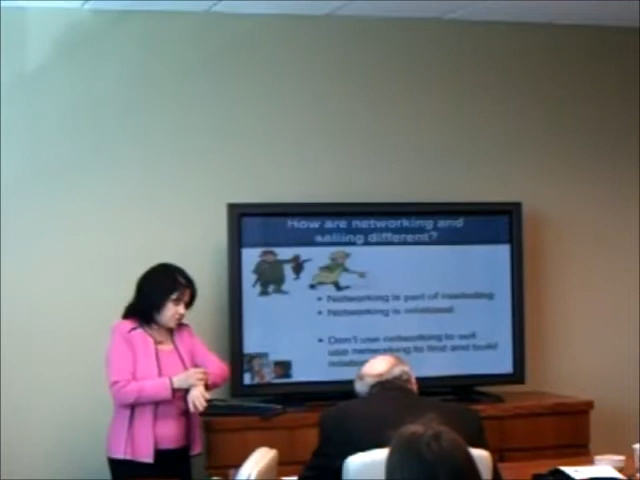 How are networking and
selling different?
• Networking is part of marketing
• Networking is relational
• Don't use networking to sell
use networking to find and build